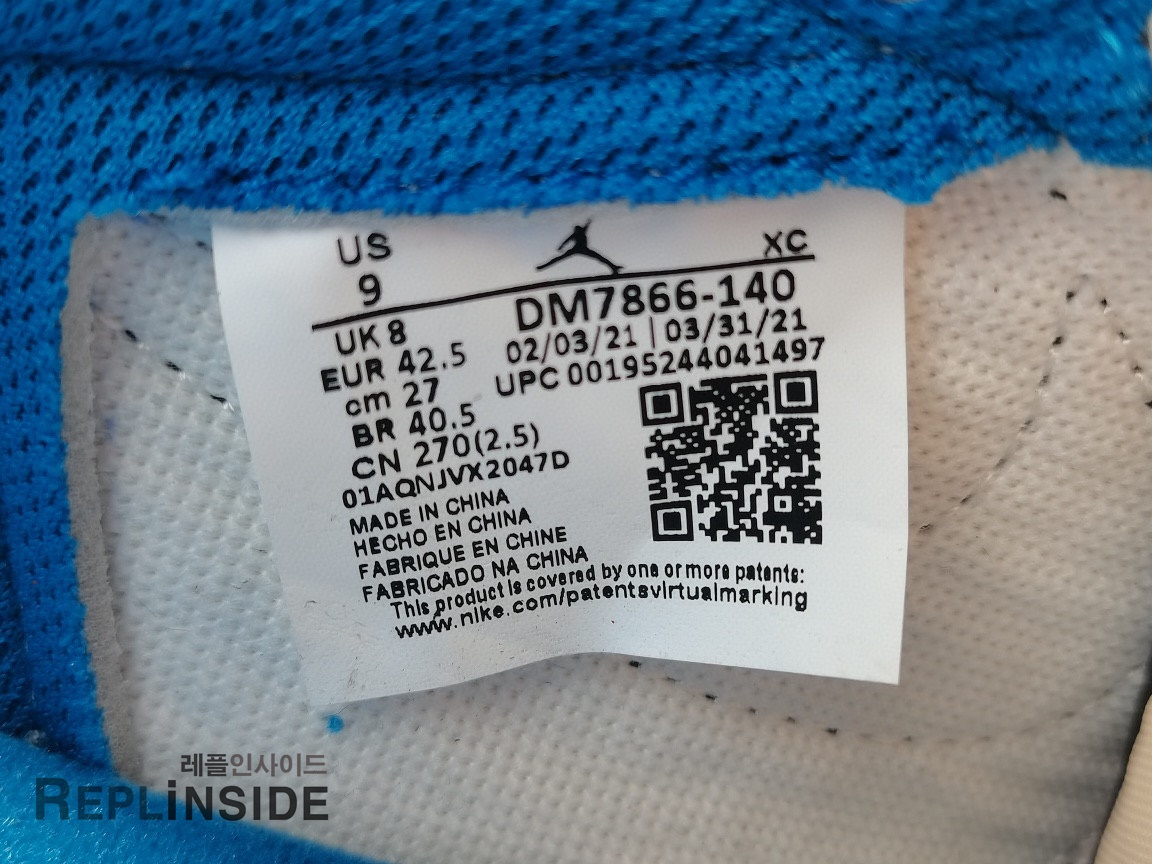 US
9
XC
DM7866-140
UK 8
02/03/21 | 03/31/21
EUR 42.5
UPC 00195244041497
cm 27
BR 40.5
CN 270(2.5)
01AQNJVX2047D
MADE IN CHINA
HECHO EN CHINA
FABRIQUE EN CHINE
FABRICADO NA CHINA
This product is covered by one or more patents:
www.nike.com/patentsvirtualmarking
레플인사이드
REPLiNSIDE